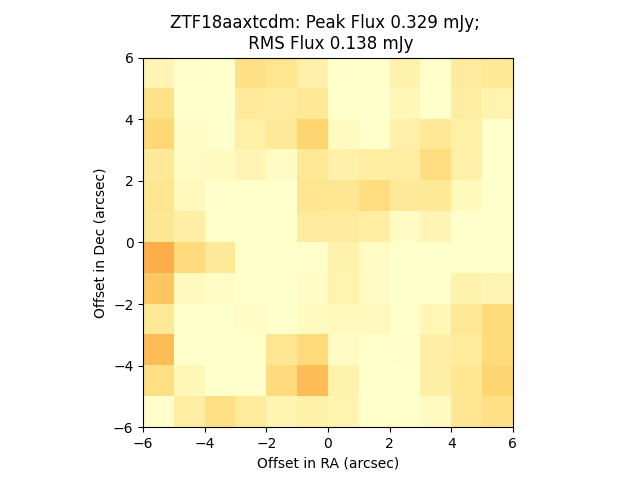 ZTF18aaxtcdm: Peak Flux 0.329 mJy;
RMS Flux 0.138 mJy
6
4
2
0
−2
−4
−6
Offset in Dec (arcsec)
−6 −4 −2 0 2 4 6
Offset in RA (arcsec)